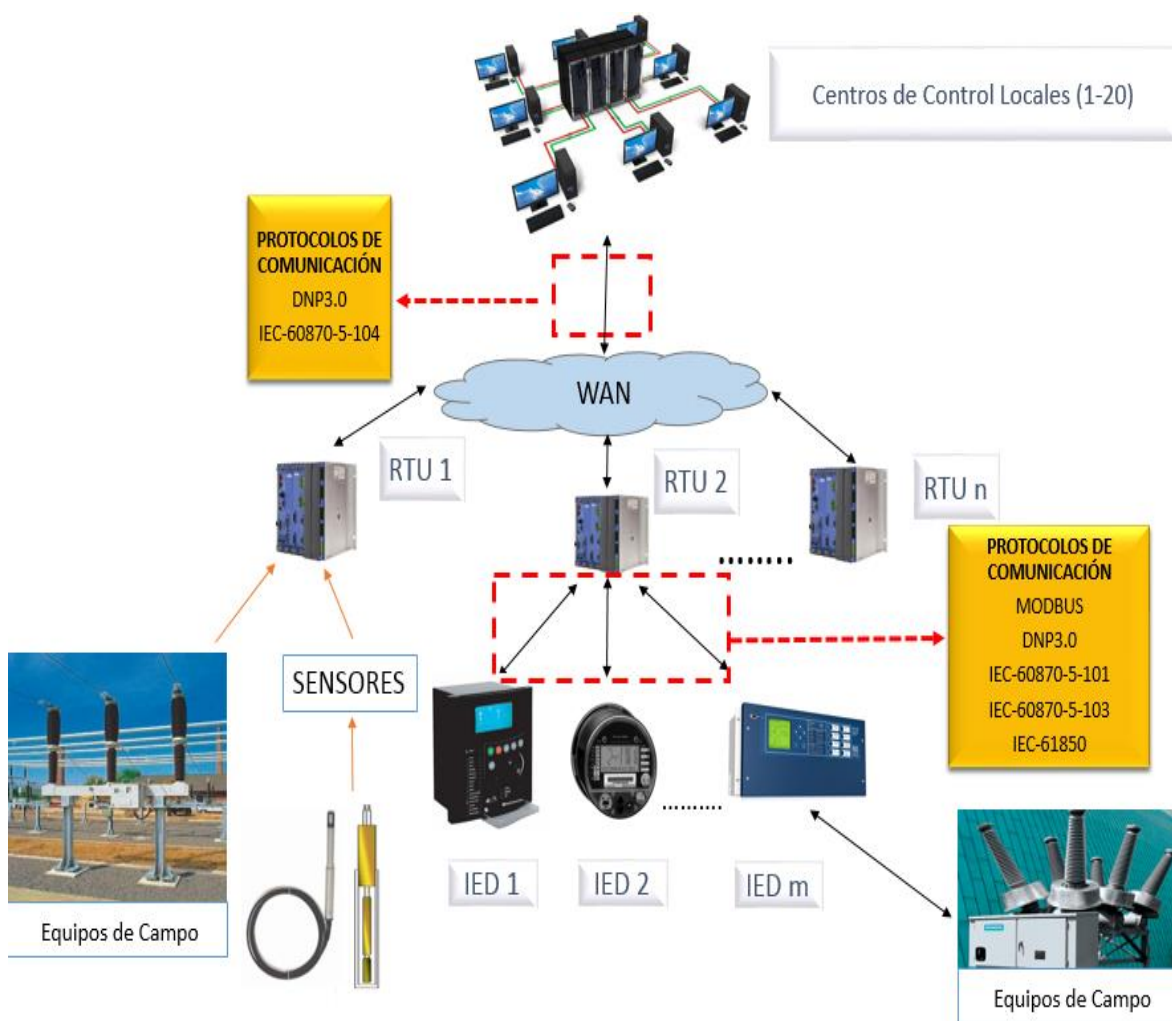 Centros de Control Locales (1-20)
PROTOCOLOS DE
COMUNICACIÓN
DNP3.0
IEC-60870-5-104
WAN
RTU 1
RTU 2
RTU n
PROTOCOLOS DE
COMUNICACIÓN
MODBUS
DNP3.0
IEC-60870-5-101
IEC-60870-5-103
IEC-61850
SENSORES
IED 1
IED 2
IED m
Equipos de Campo
SIEMENS
Equipos de Campo